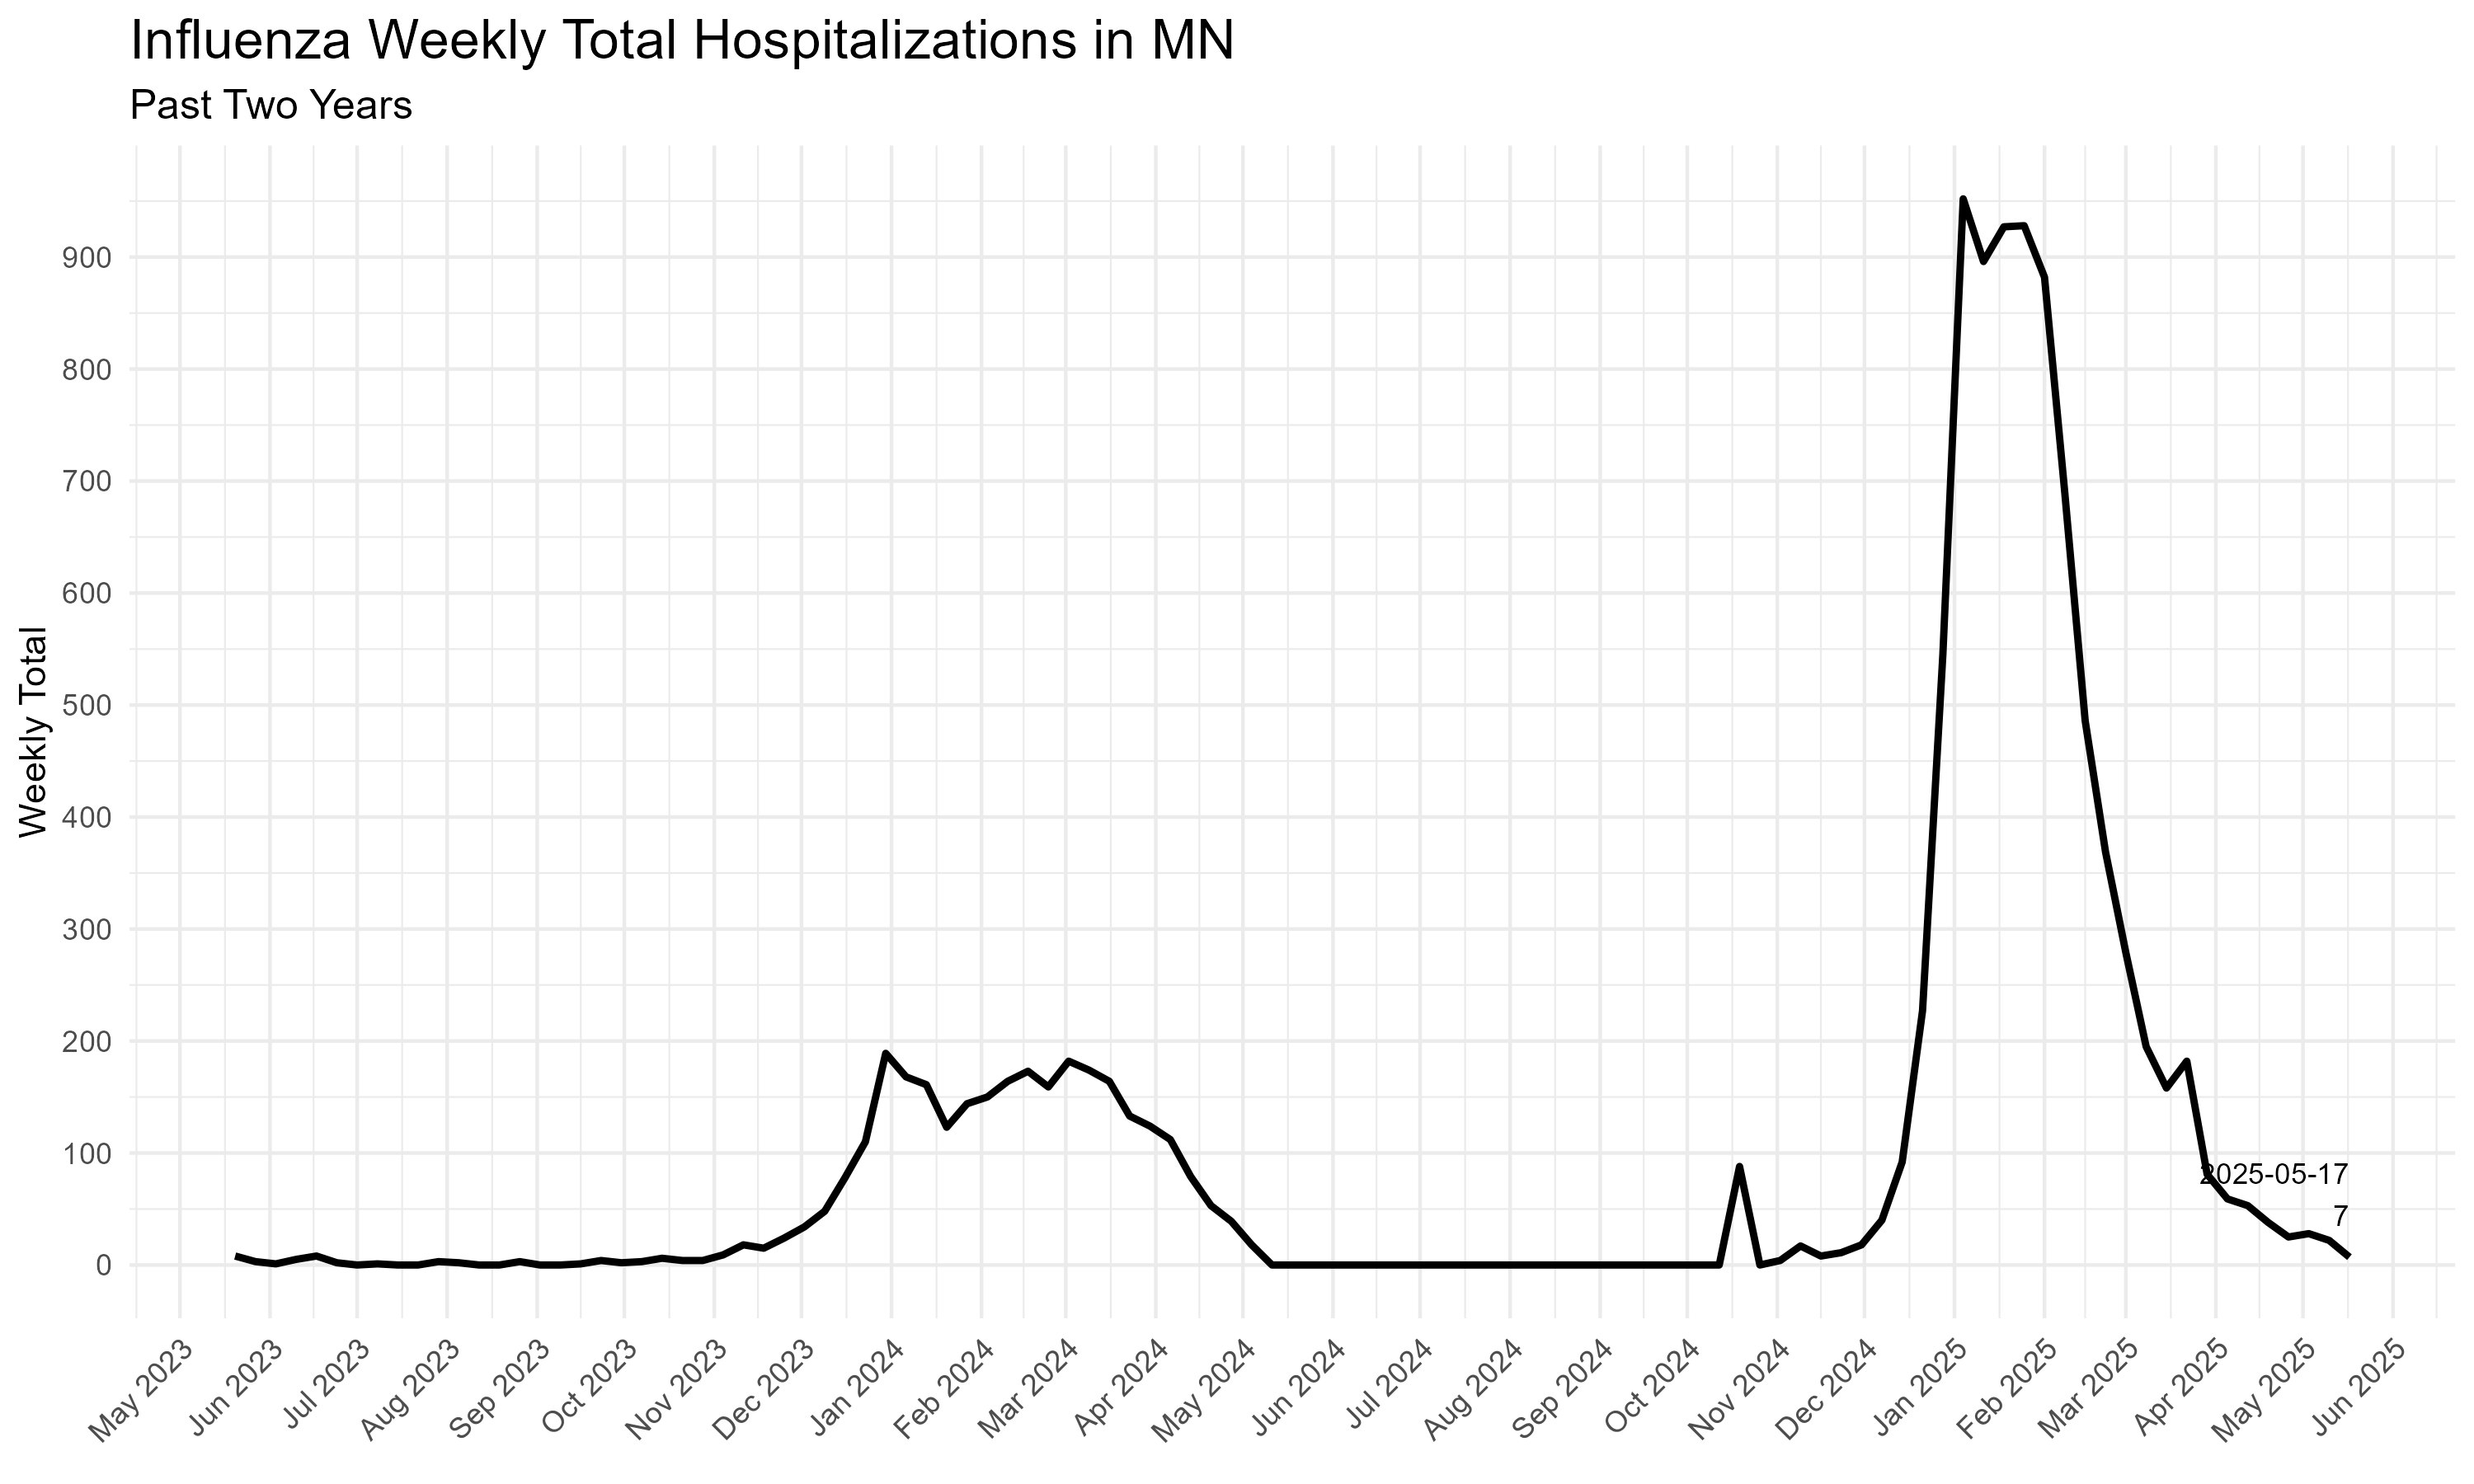 Influenza Weekly Total Hospitalizations in MN
Past Two Years
Weekly Total
900
800
700
600
500
400
300
200
100
0
2025-05-17
7
May 2023
Jun 2023
Jul 2023
Aug 2023
Sep 2023
Oct 2023
Nov 2023
Dec 2023
Jan 2024
Feb 2024
Mar 2024
Apr 2024
May 2024
Jun 2024
Jul 2024
Aug 2024
Sep 2024
Oct 2024
Nov 2024
Dec 2024
Jan 2025
Feb 2025
Mar 2025
Apr 2025
May 2025
Jun 2025